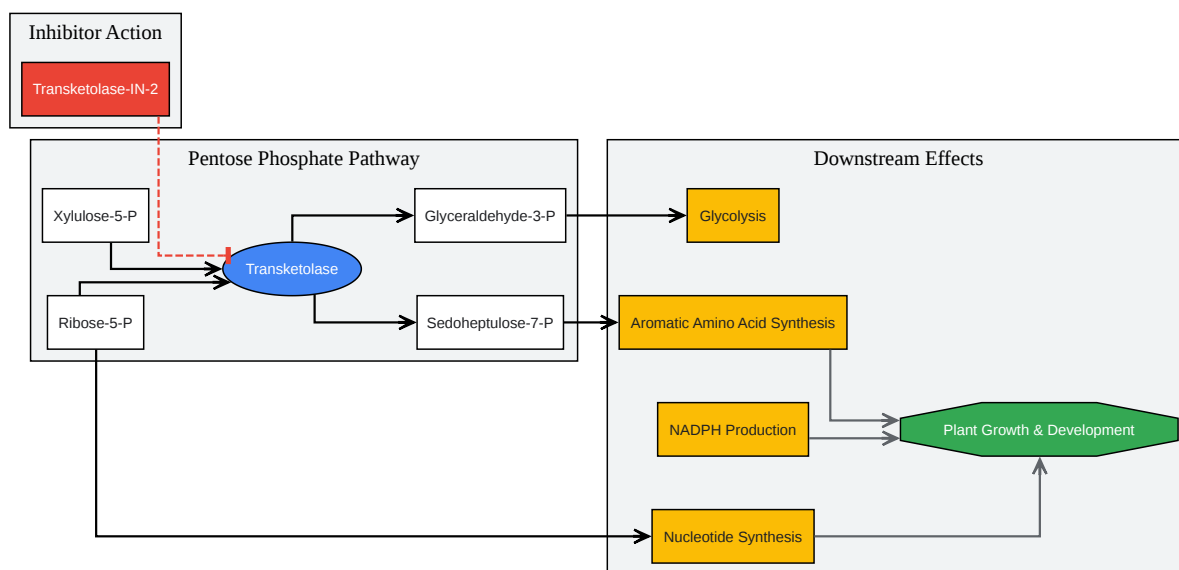 Inhibitor Action
Transketolase-IN-2
Pentose Phosphate Pathway
Downstream Effects
Xylulose-5-P
Glyceraldehyde-3-P
Glycolysis
Transketolase
Ribose-5-P
Sedoheptulose-7-P
Aromatic Amino Acid Synthesis
NADPH Production
Plant Growth & Development
Nucleotide Synthesis